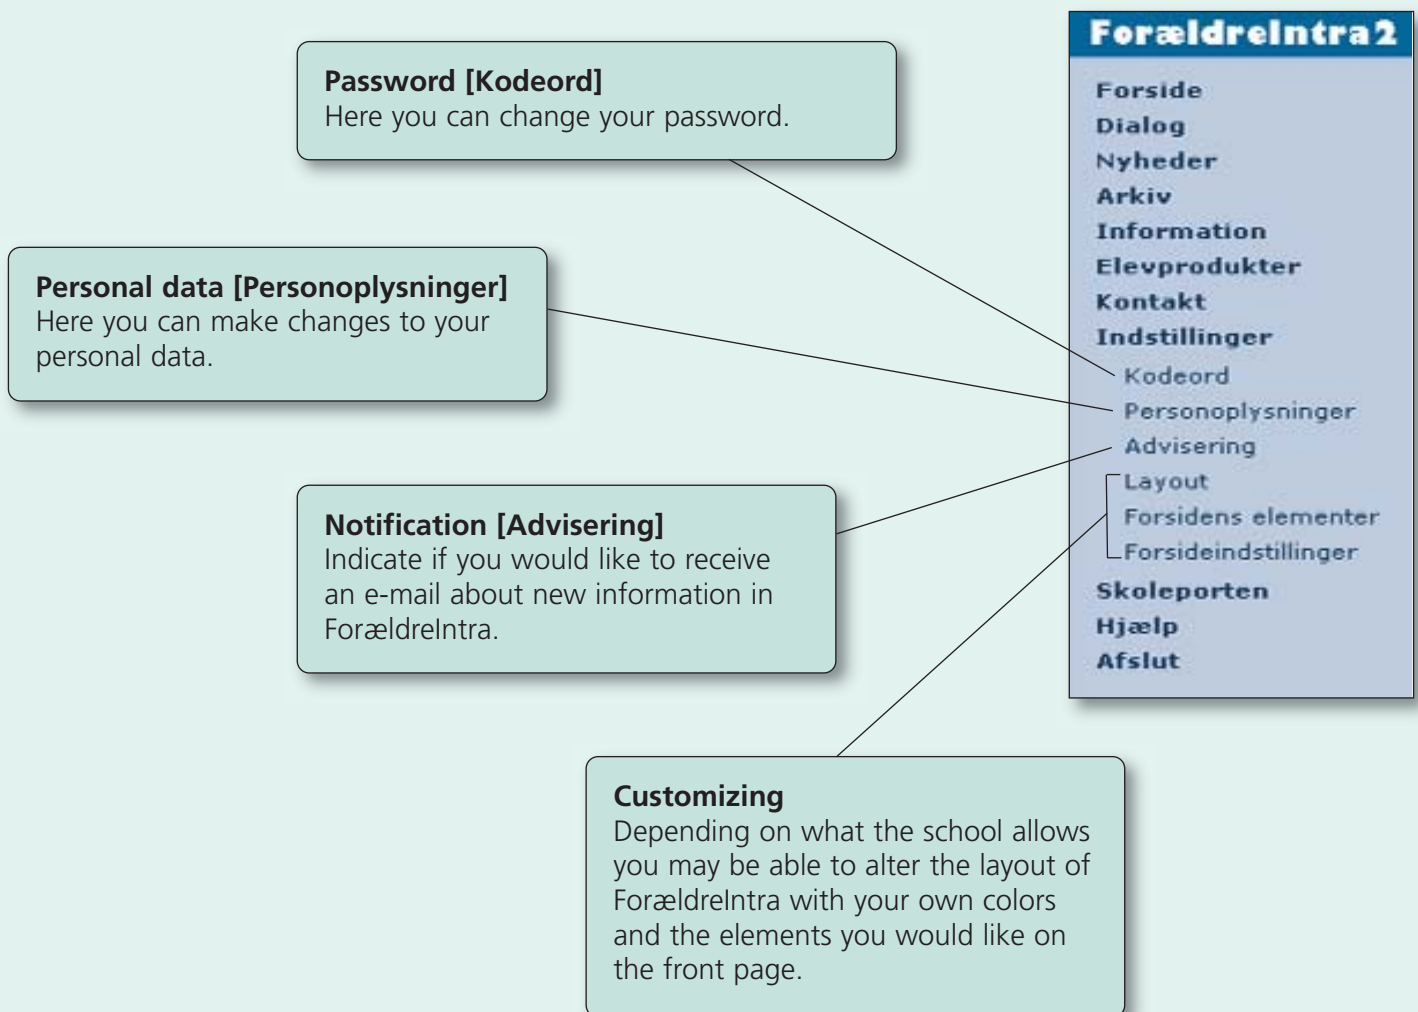 Password [Kodeord]
Here you can change your password.
Personal data [Personoplysninger]
Here you can make changes to your
personal data.
Notification [Advisering]
Indicate if you would like to receive
an e-mail about new information in
ForældreIntra.
Customizing
Depending on what the school allows
you may be able to alter the layout of
ForældreIntra with your own colors
and the elements you would like on
the front page.
ForældreIntra2
Forside
Dialog
Nyheder
Arkiv
Information
Elevprodukter
Kontakt
Indstillinger
Kodeord
Personoplysninger
Advisering
Layout
Forsidens elementer
Forsideindstillinger
Skoleporten
Hjælp
Afslut